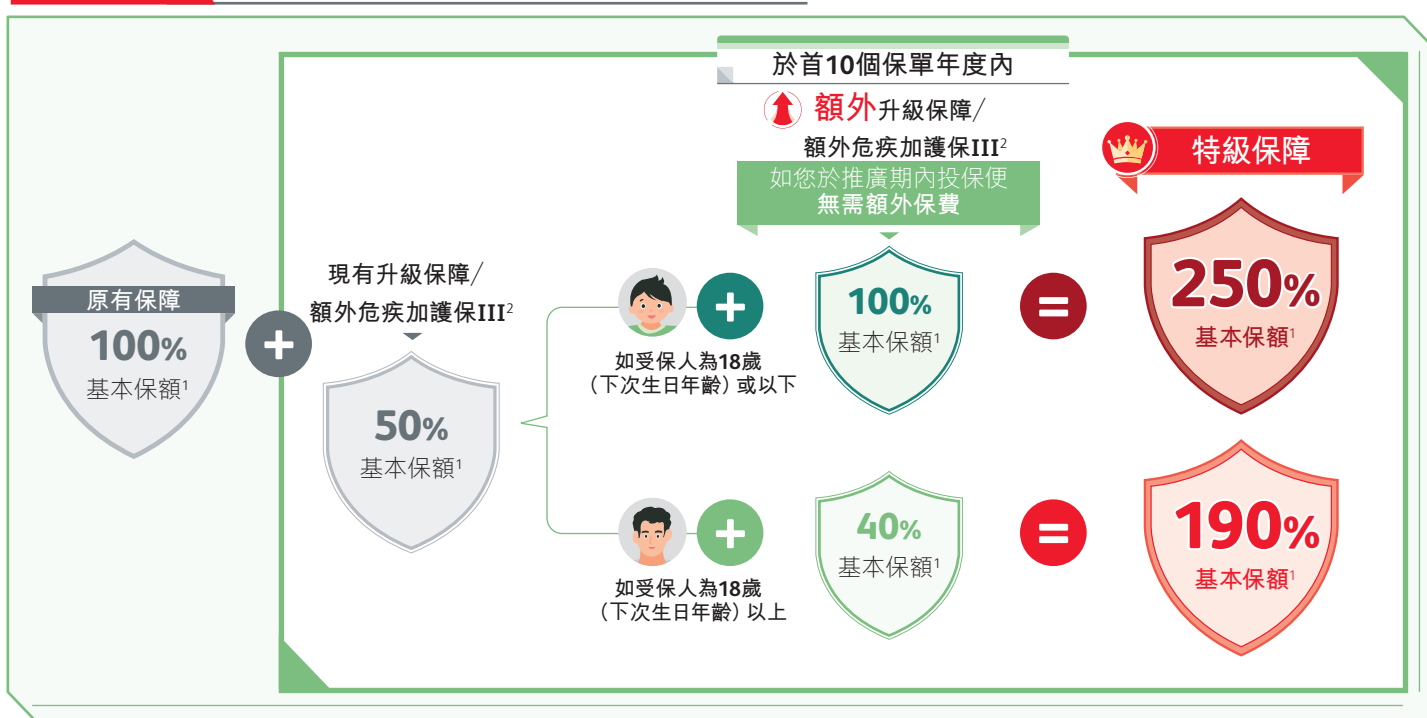 原有保障
100%
基本保額¹
+
現有升級保障/
額外危疾加護保III²
50%
基本保額¹
於首10個保單年度內
額外升級保障/
額外危疾加護保III²
如您於推廣期內投保便
無需額外保費
+
如受保人為18歲
（下次生日年齡）或以下
100%
基本保額¹
=
特級保障
250%
基本保額¹
+
如受保人為18歲
（下次生日年齡）以上
40%
基本保額¹
=
190%
基本保額¹